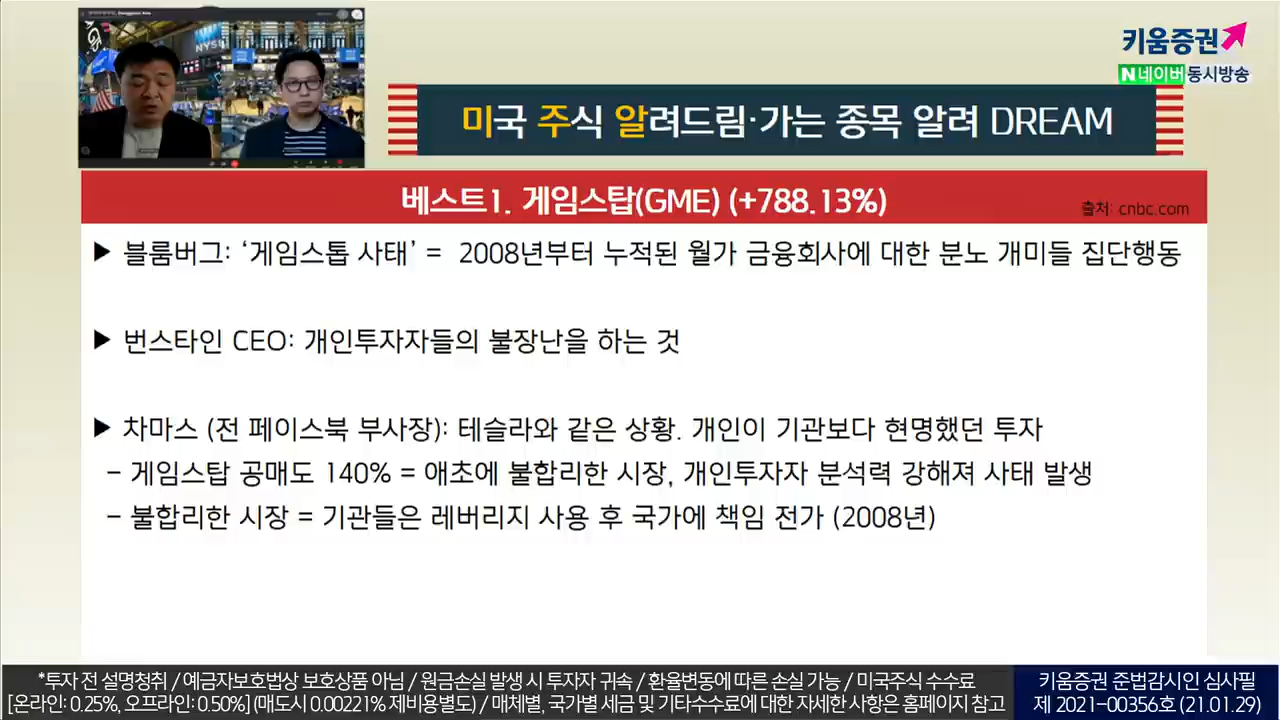 NYSE
키움증권
N네이버 동시방송
미국 주식 알려드림·가는 종목 알려 DREAM
베스트1. 게임스탑(GME) (+788.13%)
출처: cnbc.com
▶ 블룸버그: ‘게임스톱 사태’ = 2008년부터 누적된 월가 금융회사에 대한 분노 개미들 집단행동
▶ 번스타인 CEO: 개인투자자들의 불장난을 하는 것
▶ 차마스 (전 페이스북 부사장): 테슬라와 같은 상황. 개인이 기관보다 현명했던 투자
- 게임스탑 공매도 140% = 애초에 불합리한 시장, 개인투자자 분석력 강해져 사태 발생
- 불합리한 시장 = 기관들은 레버리지 사용 후 국가에 책임 전가 (2008년)
*투자 전 설명청취 / 예금자보호법상 보호상품 아님 / 원금손실 발생 시 투자자 귀속 / 환율변동에 따른 손실 가능 / 미국주식 수수료
[온라인: 0.25%, 오프라인: 0.50%] (매도시 0.00221% 제비용별도) / 매체별, 국가별 세금 및 기타수수료에 대한 자세한 사항은 홈페이지 참고
키움증권 준법감시인 심사필
제 2021-00356호 (21.01.29)